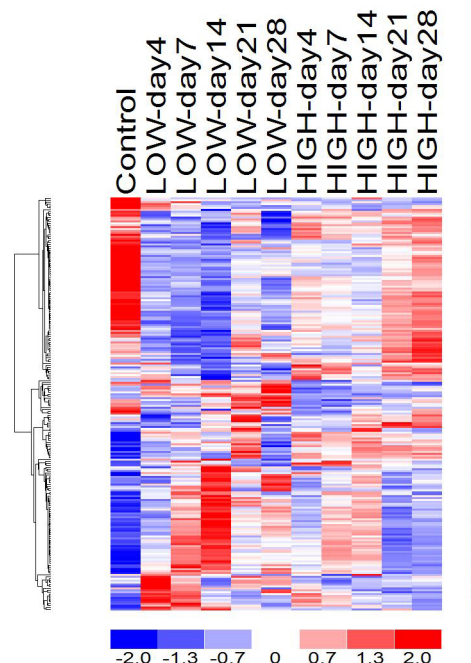 Control
LOW-day4
LOW-day7
LOW-day14
LOW-day21
LOW-day28
HIGH-day4
HIGH-day7
HIGH-day14
HIGH-day21
HIGH-day28
-2.0 -1.3 -0.7 0 0.7 1.3 2.0